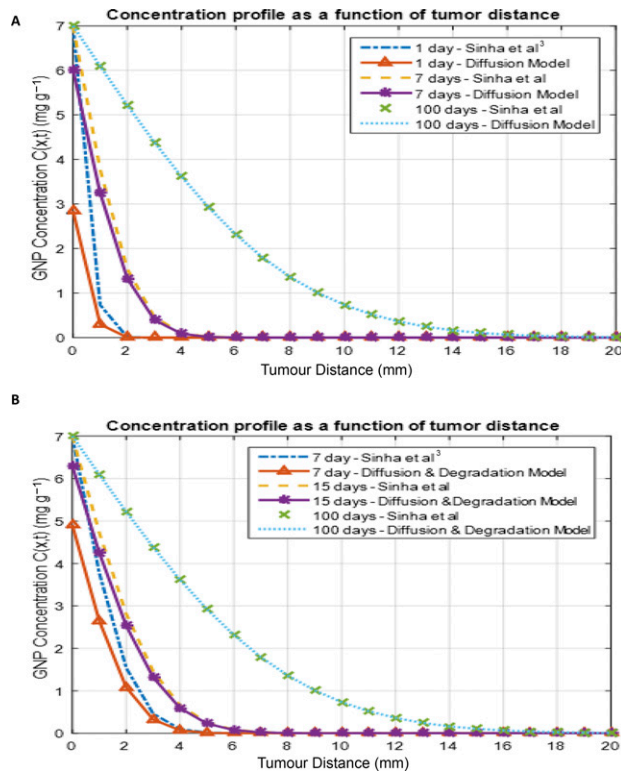 A
Concentration profile as a function of tumor distance
1 day - Sinha et al³
1 day - Diffusion Model
7 days - Sinha et al
7 days - Diffusion Model
100 days - Sinha et al
100 days - Diffusion Model
GNP Concentration C(x,t) (mg g⁻¹)
7
6
5
4
3
2
1
0
0 2 4 6 8 10 12 14 16 18 20
Tumour Distance (mm)
B
Concentration profile as a function of tumor distance
7 day - Sinha et al³
7 day - Diffusion & Degradation Model
15 days - Sinha et al
15 days - Diffusion &Degradation Model
100 days - Sinha et al
100 days - Diffusion & Degradation Model
GNP Concentration C(x,t) (mg g⁻¹)
7
6
5
4
3
2
1
0
0 2 4 6 8 10 12 14 16 18 20
Tumour Distance (mm)